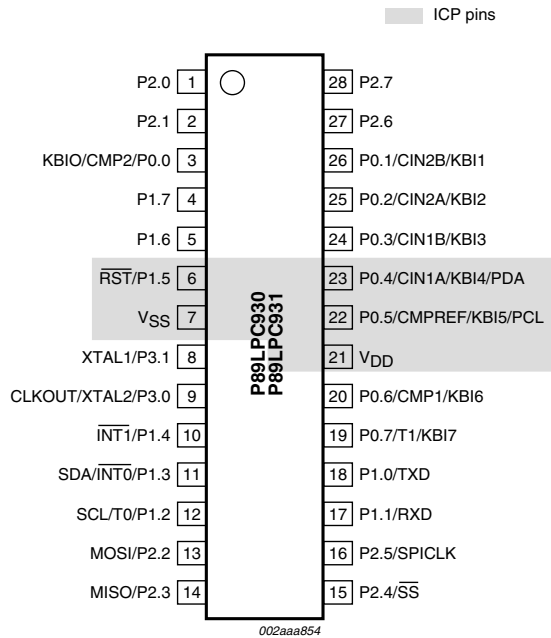 ICP pins
P2.0 1
28 P2.7
P2.1 2
27 P2.6
KBIO/CMP2/P0.0 3
26 P0.1/CIN2B/KBI1
P1.7 4
25 P0.2/CIN2A/KBI2
P1.6 5
24 P0.3/CIN1B/KBI3
R̅S̅T̅/P1.5 6
23 P0.4/CIN1A/KBI4/PDA
VSS 7
22 P0.5/CMPREF/KBI5/PCL
XTAL1/P3.1 8
21 VDD
CLKOUT/XTAL2/P3.0 9
20 P0.6/CMP1/KBI6
I̅N̅T̅1̅/P1.4 10
19 P0.7/T1/KBI7
SDA/I̅N̅T̅0̅/P1.3 11
18 P1.0/TXD
SCL/T0/P1.2 12
17 P1.1/RXD
MOSI/P2.2 13
16 P2.5/SPICLK
MISO/P2.3 14
15 P2.4/S̅S̅
P89LPC930
P89LPC931
002aaa854